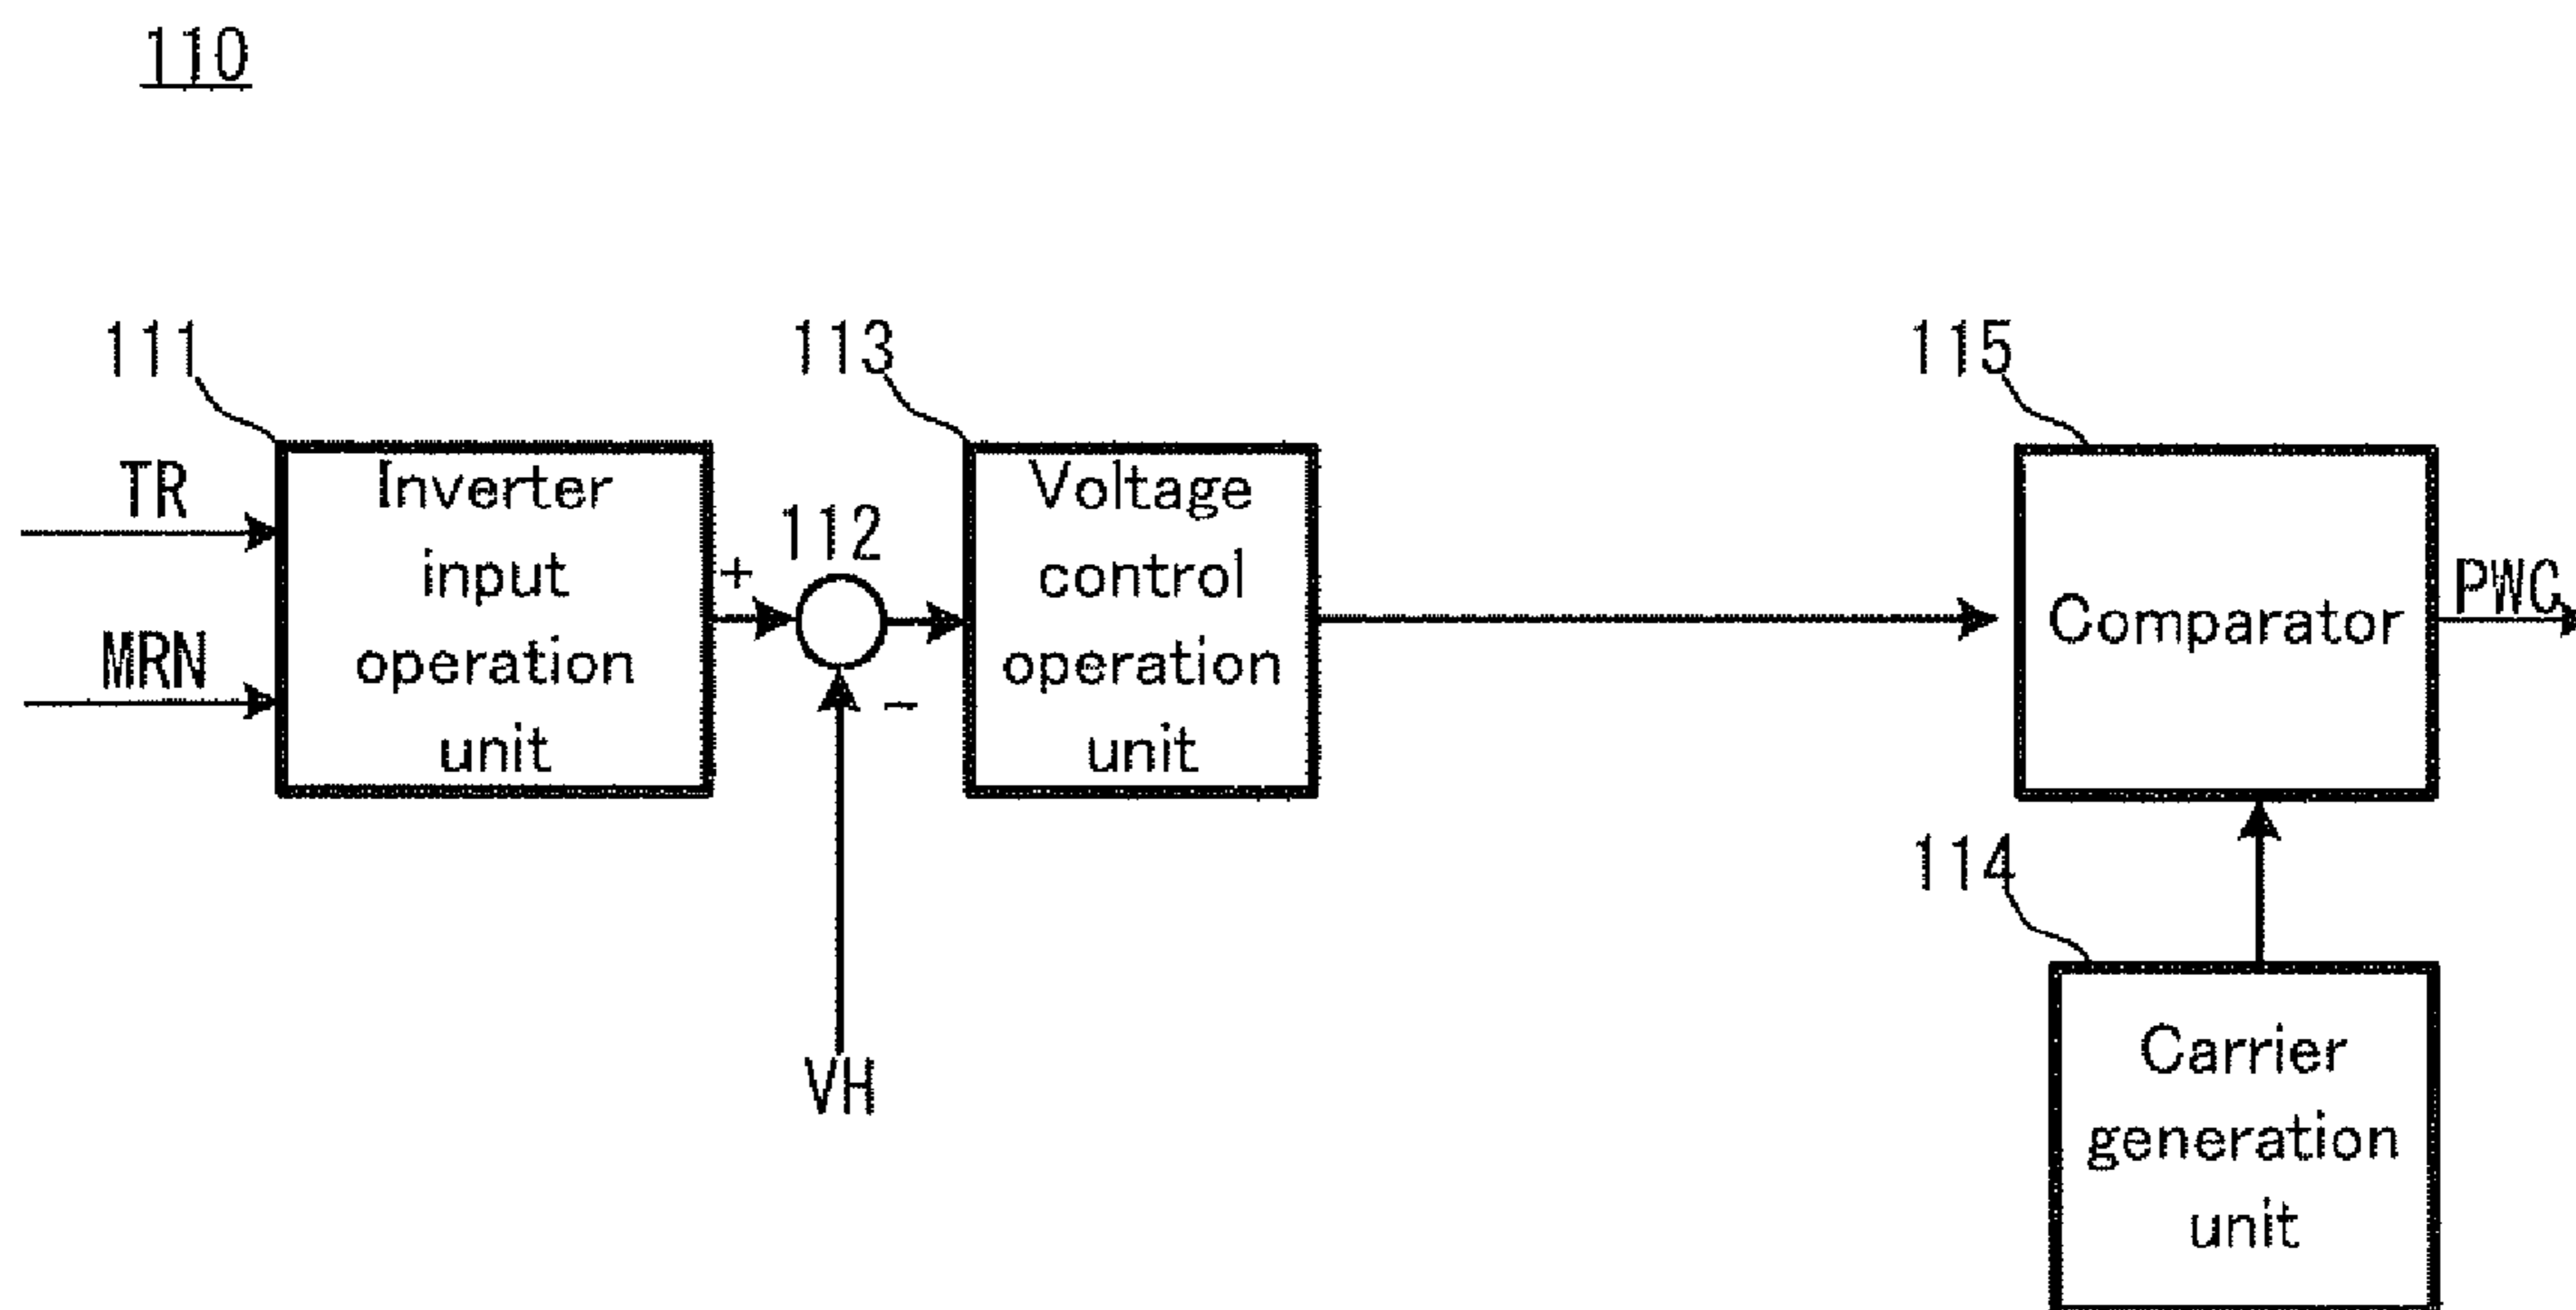 110
111
113
115
TR
MRN
Inverter
input
operation
unit
+
112
-
VH
Voltage
control
operation
unit
Comparator
PWC
114
Carrier
generation
unit